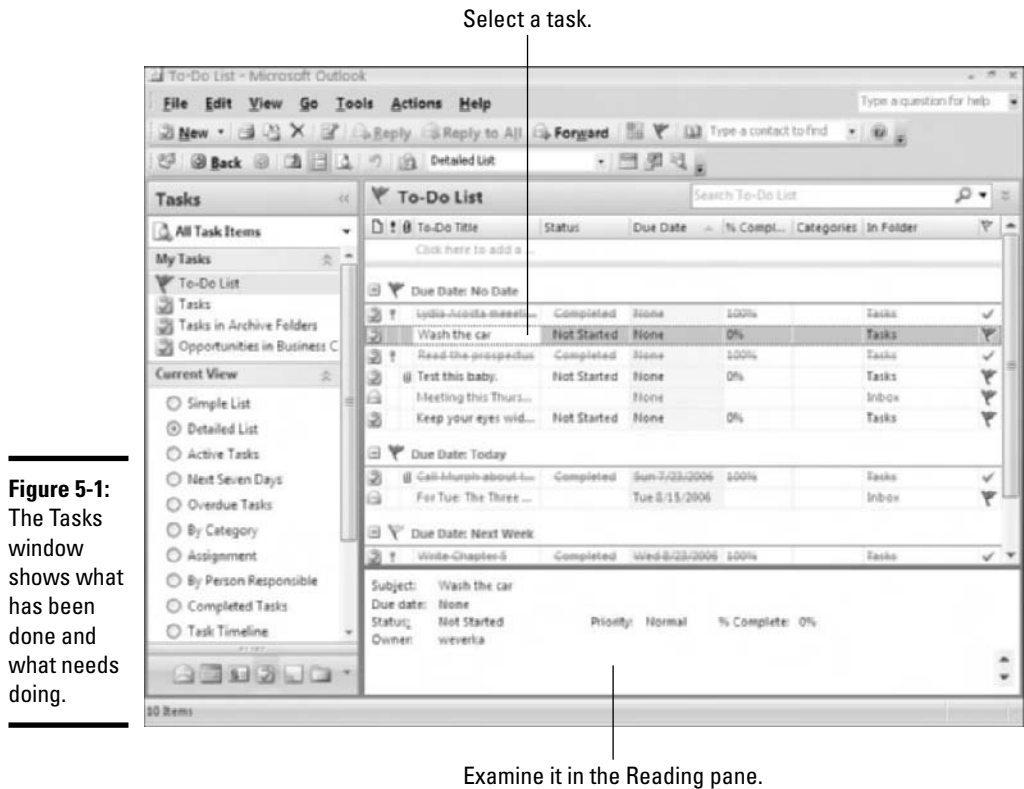 Select a task.
To-Do List - Microsoft Outlook
File Edit View Go Tools Actions Help
Type a question for help
New Reply Reply to All Forward Type a contact to find
Back Detailed List
Tasks
To-Do List
Search To-Do List
All Task Items
My Tasks
To-Do List
Tasks
Tasks in Archive Folders
Opportunities in Business C
Current View
Simple List
Detailed List
Active Tasks
Next Seven Days
Overdue Tasks
By Category
Assignment
By Person Responsible
Completed Tasks
Task Timeline
To-Do Title Status Due Date % Compl... Categories In Folder
Click here to add a ...
Due Date: No Date
Lydia Acosta meeti... Completed None 100% Tasks
Wash the car Not Started None 0% Tasks
Read the prospectus Completed None 100% Tasks
Test this baby. Not Started None 0% Tasks
Meeting this Thurs... None Inbox
Keep your eyes wid... Not Started None 0% Tasks
Due Date: Today
Call Murph about t... Completed Sun 7/23/2006 100% Tasks
For Tue: The Three ... Tue 8/15/2006 Inbox
Due Date: Next Week
Write Chapter 5 Completed Wed 8/23/2006 100% Tasks
Subject: Wash the car
Due date: None
Status: Not Started Priority: Normal % Complete: 0%
Owner: weverka
10 Items
Figure 5-1:
The Tasks
window
shows what
has been
done and
what needs
doing.
Examine it in the Reading pane.